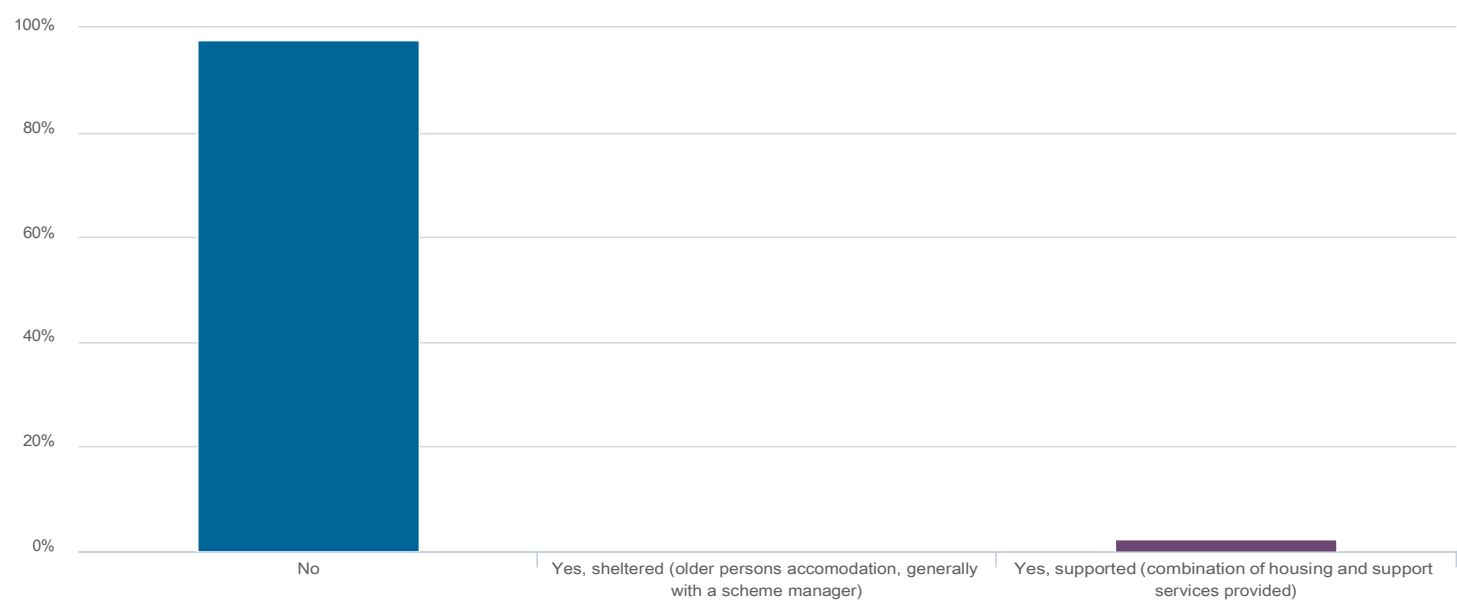 100%
80%
60%
40%
20%
0%
No
Yes, sheltered (older persons accomodation, generally
with a scheme manager)
Yes, supported (combination of housing and support
services provided)